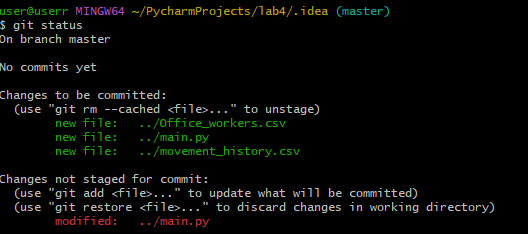 user@userr MINGW64 ~/PycharmProjects/lab4/.idea (master)
$ git status
On branch master

No commits yet

Changes to be committed:
  (use "git rm --cached <file>..." to unstage)
        new file:   ../Office_workers.csv
        new file:   ../main.py
        new file:   ../movement_history.csv

Changes not staged for commit:
  (use "git add <file>..." to update what will be committed)
  (use "git restore <file>..." to discard changes in working directory)
        modified:   ../main.py